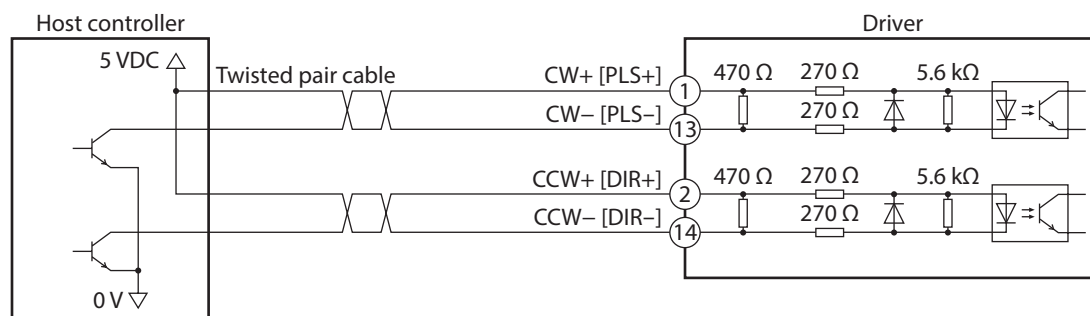 Host controller
Driver
5 VDC
Twisted pair cable
CW+ [PLS+]
1
470 Ω
270 Ω
5.6 kΩ
CW– [PLS–]
13
270 Ω
CCW+ [DIR+]
2
470 Ω
270 Ω
5.6 kΩ
CCW– [DIR–]
14
270 Ω
0 V